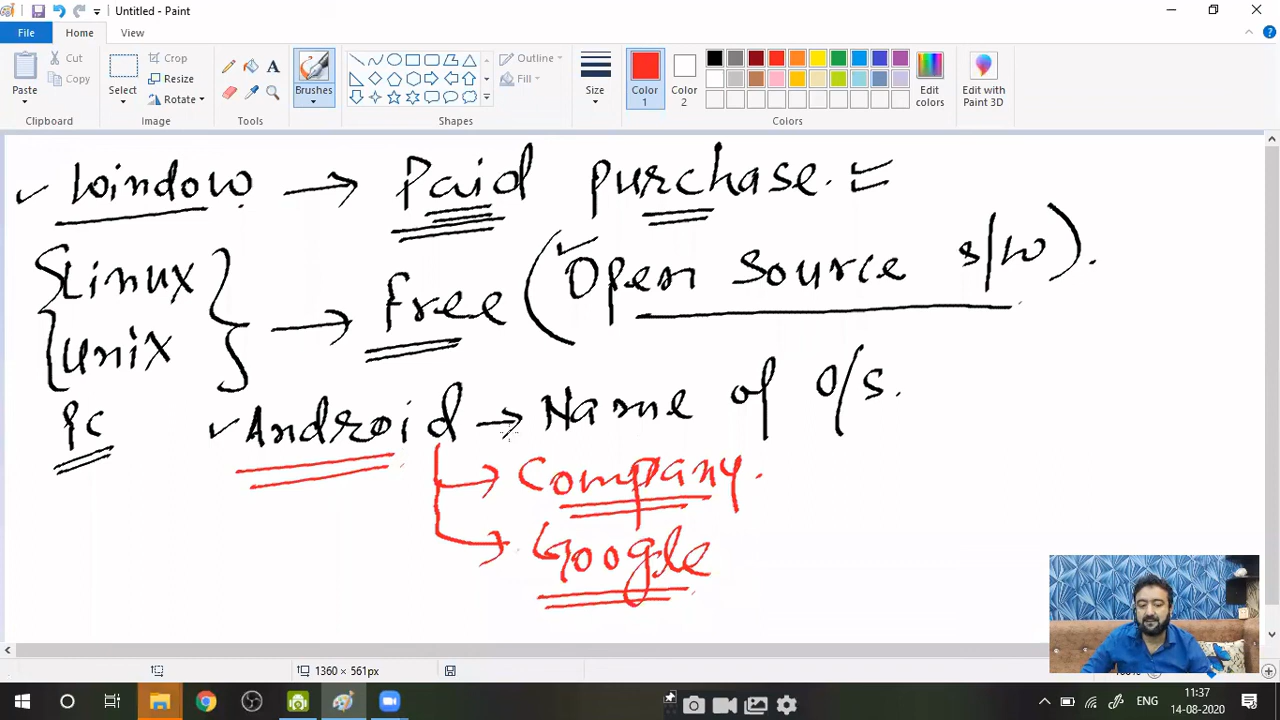 Untitled - Paint
File Home View
Paste Cut Copy Clipboard
Select Crop Resize Rotate Image
Tools
Brushes
Outline Fill Shapes
Size
Color 1 Color 2 Edit colors Edit with Paint 3D Colors
Window → Paid purchase.
Linux
Unix → Free (Open Source s/w).
PC Android → Name of O/S.
→ Company.
→ Google
1360 × 561px
ENG 11:37
14-08-2020